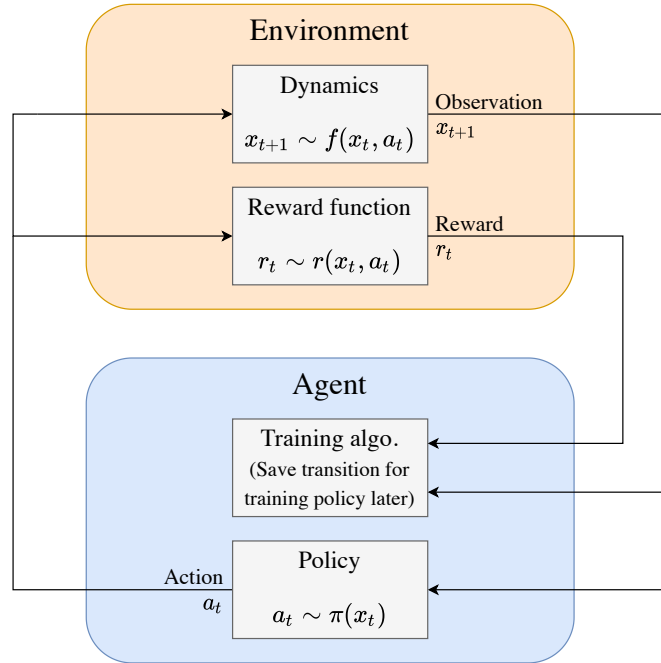 Environment
Dynamics
x_{t+1} ∼ f(x_t, a_t)
Observation
x_{t+1}
Reward function
r_t ∼ r(x_t, a_t)
Reward
r_t
Agent
Training algo.
(Save transition for
training policy later)
Policy
a_t ∼ π(x_t)
Action
a_t